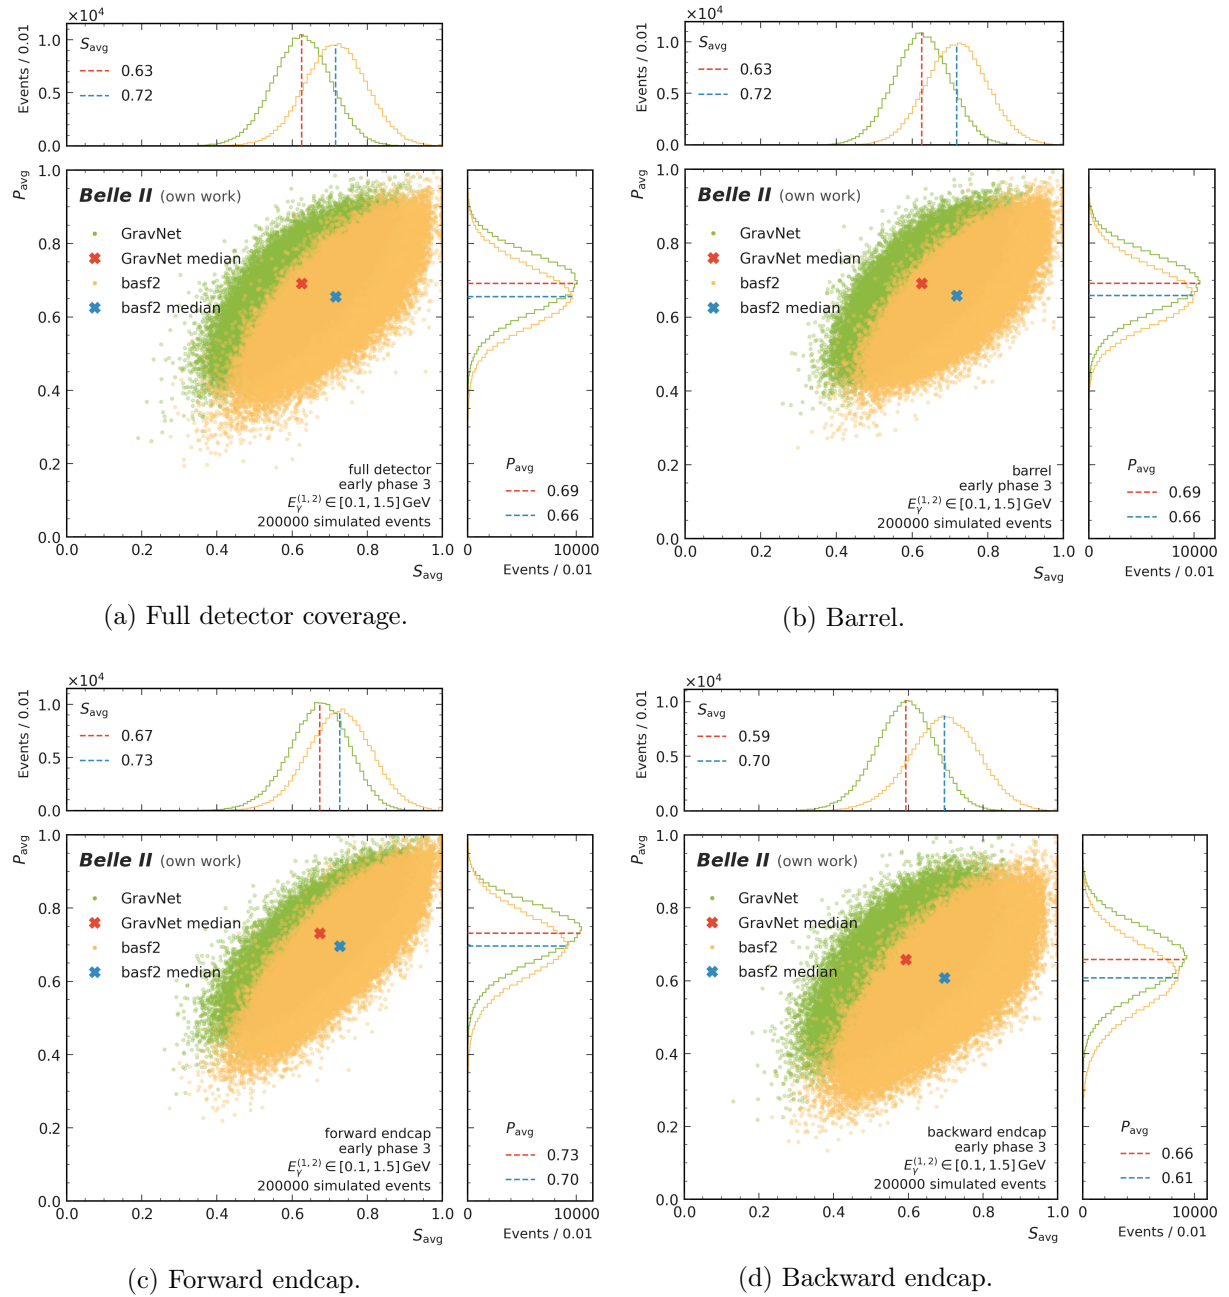 ×10⁴
Events / 0.01
1.0
0.5
0.0
S_avg
0.63
0.72
P_avg
1.0
0.8
0.6
0.4
0.2
0.0
Belle II (own work)
GravNet
GravNet median
basf2
basf2 median
full detector
early phase 3
E_γ^(1, 2) ∈ [0.1, 1.5] GeV
200000 simulated events
0.0 0.2 0.4 0.6 0.8 1.0
S_avg
P_avg
0.69
0.66
0 10000
Events / 0.01
(a) Full detector coverage.
×10⁴
Events / 0.01
1.0
0.5
0.0
S_avg
0.63
0.72
P_avg
1.0
0.8
0.6
0.4
0.2
0.0
Belle II (own work)
GravNet
GravNet median
basf2
basf2 median
barrel
early phase 3
E_γ^(1, 2) ∈ [0.1, 1.5] GeV
200000 simulated events
0.0 0.2 0.4 0.6 0.8 1.0
S_avg
P_avg
0.69
0.66
0 10000
Events / 0.01
(b) Barrel.
×10⁴
Events / 0.01
1.0
0.5
0.0
S_avg
0.67
0.73
P_avg
1.0
0.8
0.6
0.4
0.2
0.0
Belle II (own work)
GravNet
GravNet median
basf2
basf2 median
forward endcap
early phase 3
E_γ^(1, 2) ∈ [0.1, 1.5] GeV
200000 simulated events
0.0 0.2 0.4 0.6 0.8 1.0
S_avg
P_avg
0.73
0.70
0 10000
Events / 0.01
(c) Forward endcap.
×10⁴
Events / 0.01
1.0
0.5
0.0
S_avg
0.59
0.70
P_avg
1.0
0.8
0.6
0.4
0.2
0.0
Belle II (own work)
GravNet
GravNet median
basf2
basf2 median
backward endcap
early phase 3
E_γ^(1, 2) ∈ [0.1, 1.5] GeV
200000 simulated events
0.0 0.2 0.4 0.6 0.8 1.0
S_avg
P_avg
0.66
0.61
0 10000
Events / 0.01
(d) Backward endcap.